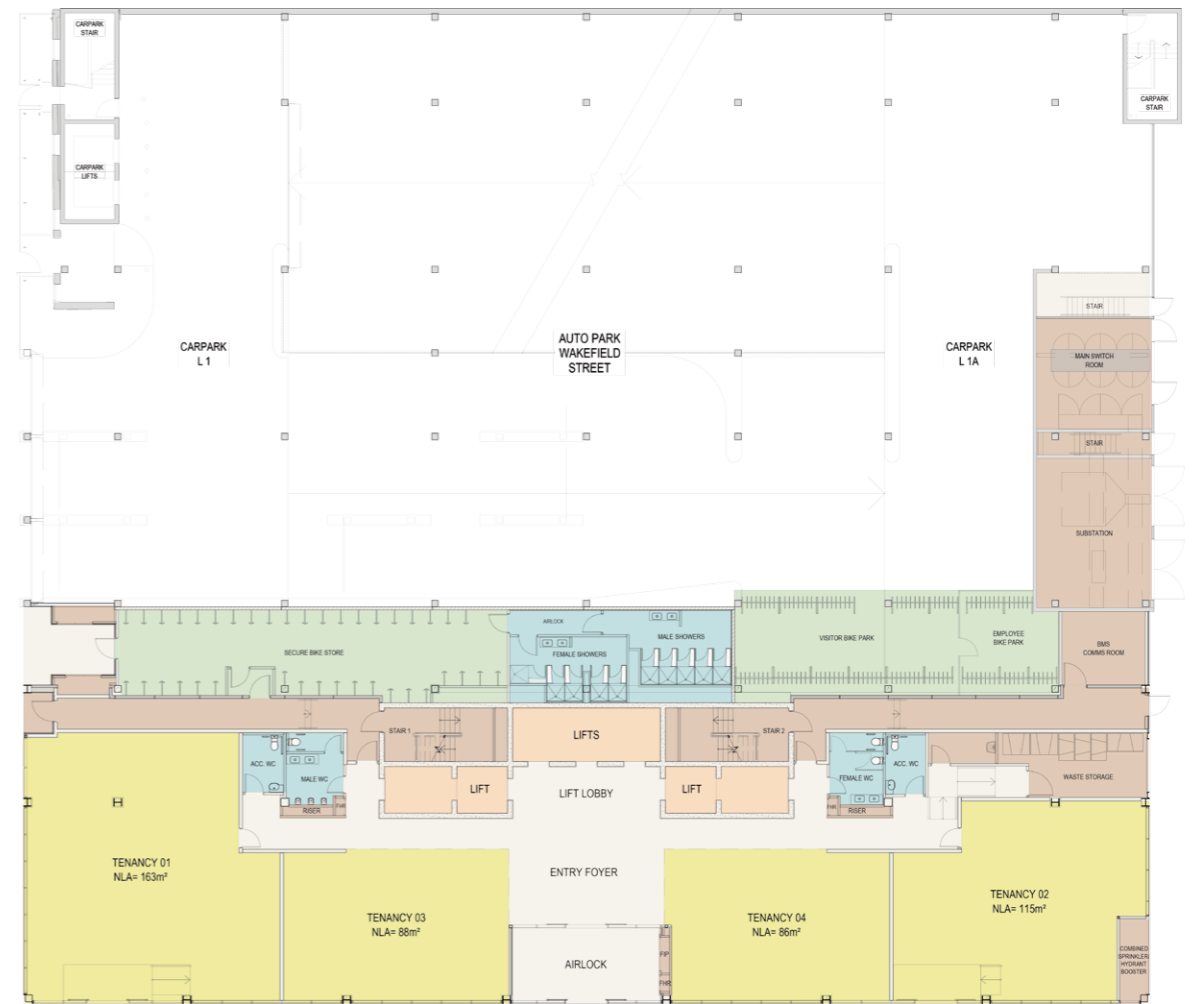 CARPARK
STAIR
CARPARK
STAIR
CARPARK
LIFTS
STAIR
CARPARK
L 1
AUTO PARK
WAKEFIELD
STREET
CARPARK
L 1A
MAIN SWITCH
ROOM
STAIR
SUBSTATION
AIRLOCK
MALE SHOWERS
FEMALE SHOWERS
SECURE BIKE STORE
VISITOR BIKE PARK
EMPLOYEE
BIKE PARK
BMS
COMMS ROOM
STAIR 1
LIFTS
STAIR 2
ACC. WC
MALE WC
LIFT
LIFT LOBBY
LIFT
FEMALE WC
ACC. WC
WASTE STORAGE
RISER
FHR
FHR
RISER
TENANCY 01
NLA= 163m²
ENTRY FOYER
TENANCY 03
NLA= 88m²
TENANCY 04
NLA= 86m²
TENANCY 02
NLA= 115m²
AIRLOCK
FIP
FHR
COMBINED
SPRINKLER/
HYDRANT
BOOSTER